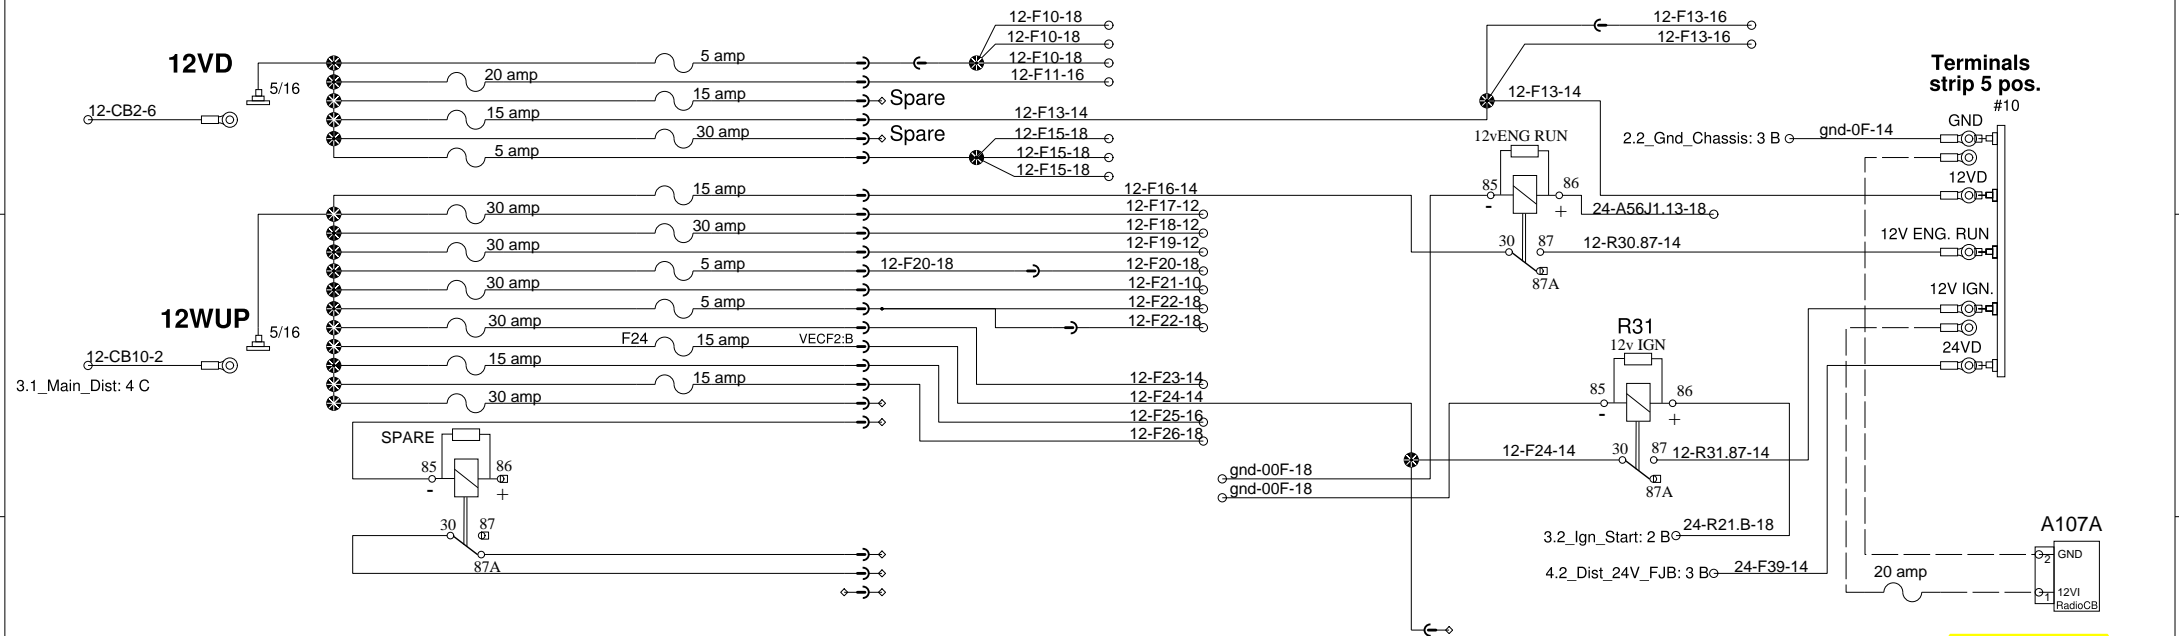 12VD
5/16
12-CB2-6
5 amp
20 amp
15 amp
15 amp
30 amp
5 amp
Spare
Spare
12-F10-18
12-F10-18
12-F10-18
12-F11-16
12-F13-14
12-F15-18
12-F15-18
12-F15-18
12WUP
5/16
12-CB10-2
3.1_Main_Dist: 4 C
15 amp
30 amp
30 amp
30 amp
5 amp
30 amp
5 amp
30 amp
F24
15 amp
VECF2:B
15 amp
15 amp
30 amp
12-F16-14
12-F17-12
12-F18-12
12-F19-12
12-F20-18
12-F20-18
12-F21-10
12-F22-18
12-F22-18
12-F23-14
12-F24-14
12-F25-16
12-F26-18
SPARE
85
86
-
+
30
87
87A
gnd-00F-18
gnd-00F-18
12-F13-16
12-F13-16
12-F13-14
12vENG RUN
85
86
-
+
24-A56J1.13-18
30
87
12-R30.87-14
87A
R31
12v IGN
85
86
-
+
12-F24-14
30
87
12-R31.87-14
87A
3.2_Ign_Start: 2 B
24-R21.B-18
4.2_Dist_24V_FJB: 3 B
24-F39-14
Terminals
strip 5 pos.
#10
GND
2.2_Gnd_Chassis: 3 B
gnd-0F-14
12VD
12V ENG. RUN
12V IGN.
24VD
A107A
2
GND
20 amp
1
12VI
RadioCB